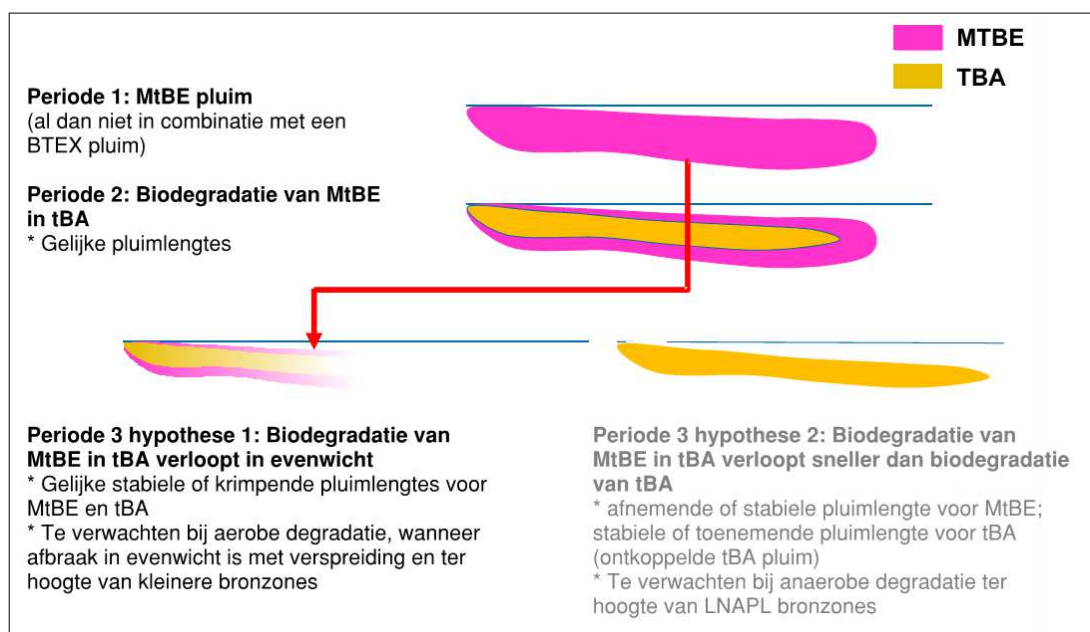 MTBE
TBA
Periode 1: MtBE pluim
(al dan niet in combinatie met een
BTEX pluim)
Periode 2: Biodegradatie van MtBE
in tBA
* Gelijke pluimlengtes
Periode 3 hypothese 1: Biodegradatie van
MtBE in tBA verloopt in evenwicht
* Gelijke stabiele of krimpende pluimlengtes voor
MtBE en tBA
* Te verwachten bij aerobe degradatie, wanneer
afbraak in evenwicht is met verspreiding en ter
hoogte van kleinere bronzones
Periode 3 hypothese 2: Biodegradatie van
MtBE in tBA verloopt sneller dan biodegradatie
van tBA
* afnemende of stabiele pluimlengte voor MtBE;
stabiele of toenemende pluimlengte voor tBA
(ontkoppelde tBA pluim)
* Te verwachten bij anaerobe degradatie ter
hoogte van LNAPL bronzones